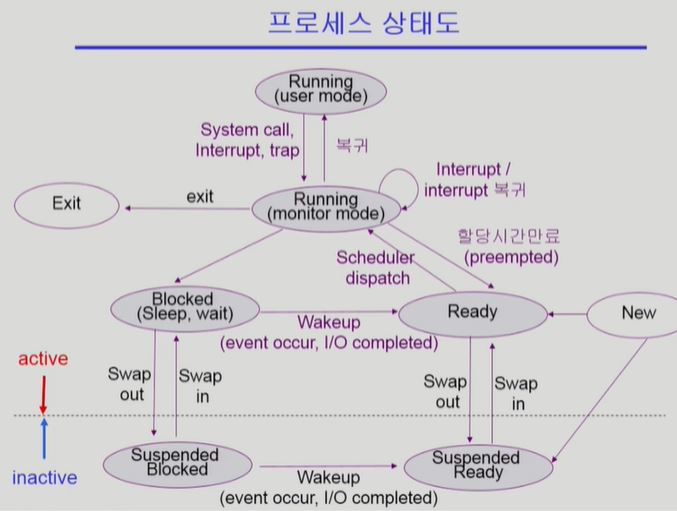 프로세스 상태도
Running
(user mode)
System call,
Interrupt, trap
복귀
Interrupt /
interrupt 복귀
Exit
exit
Running
(monitor mode)
할당시간만료
(preempted)
Scheduler
dispatch
Blocked
(Sleep, wait)
Wakeup
(event occur, I/O completed)
Ready
New
active
Swap
out
Swap
in
Swap
out
Swap
in
inactive
Suspended
Blocked
Wakeup
(event occur, I/O completed)
Suspended
Ready